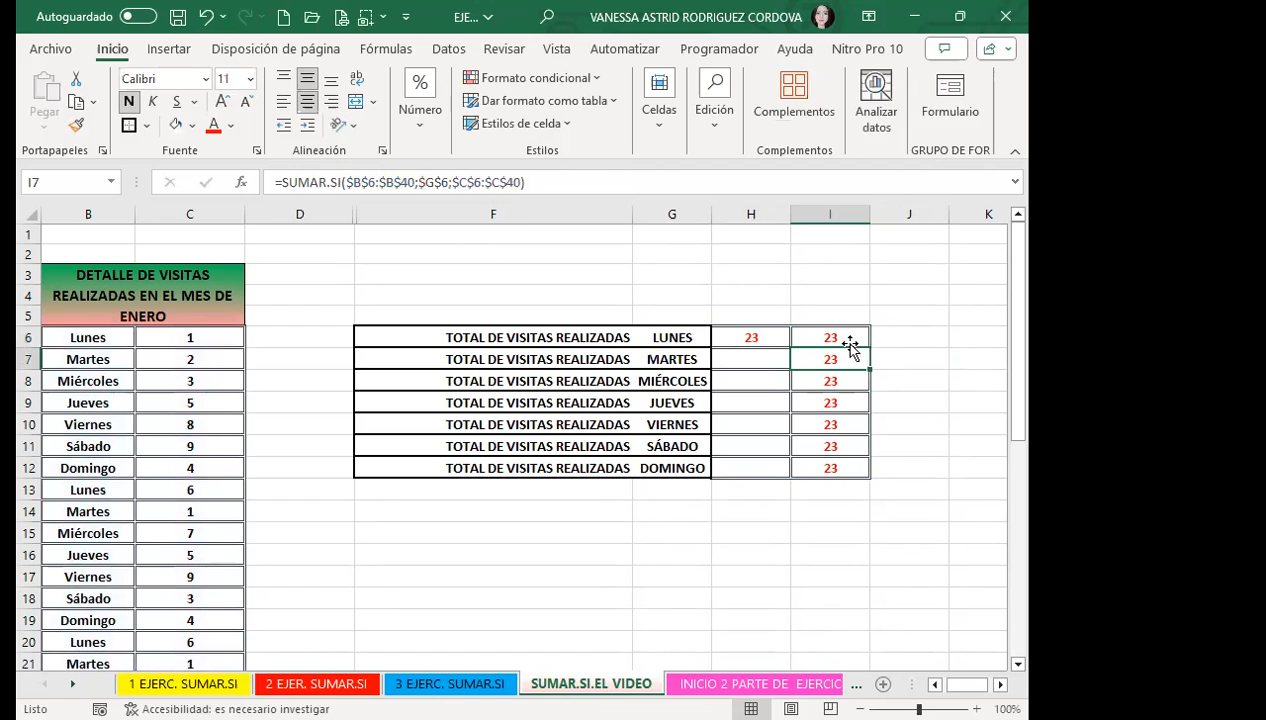 Autoguardado
EJE...
VANESSA ASTRID RODRIGUEZ CORDOVA
Archivo Inicio Insertar Disposición de página Fórmulas Datos Revisar Vista Automatizar Programador Ayuda Nitro Pro 10
Pegar
Calibri 11
N K S
A A
A
ab
%
Número
Formato condicional
Dar formato como tabla
Estilos de celda
Celdas
Edición
Complementos
Analizar
datos
Formulario
Portapapeles Fuente Alineación Estilos Complementos GRUPO DE FOR
I7 fx =SUMAR.SI($B$6:$B$40;$G$6;$C$6:$C$40)
B C D F G H I J K
1
2
3 DETALLE DE VISITAS
4 REALIZADAS EN EL MES DE
5 ENERO
6 Lunes 1 TOTAL DE VISITAS REALIZADAS LUNES 23 23
7 Martes 2 TOTAL DE VISITAS REALIZADAS MARTES 23
8 Miércoles 3 TOTAL DE VISITAS REALIZADAS MIÉRCOLES 23
9 Jueves 5 TOTAL DE VISITAS REALIZADAS JUEVES 23
10 Viernes 8 TOTAL DE VISITAS REALIZADAS VIERNES 23
11 Sábado 9 TOTAL DE VISITAS REALIZADAS SÁBADO 23
12 Domingo 4 TOTAL DE VISITAS REALIZADAS DOMINGO 23
13 Lunes 6
14 Martes 1
15 Miércoles 7
16 Jueves 5
17 Viernes 9
18 Sábado 3
19 Domingo 4
20 Lunes 6
21 Martes 1
1 EJERC. SUMAR.SI 2 EJER. SUMAR.SI 3 EJERC. SUMAR.SI SUMAR.SI.EL VIDEO INICIO 2 PARTE DE EJERCIC ...
Listo Accesibilidad: es necesario investigar 100%